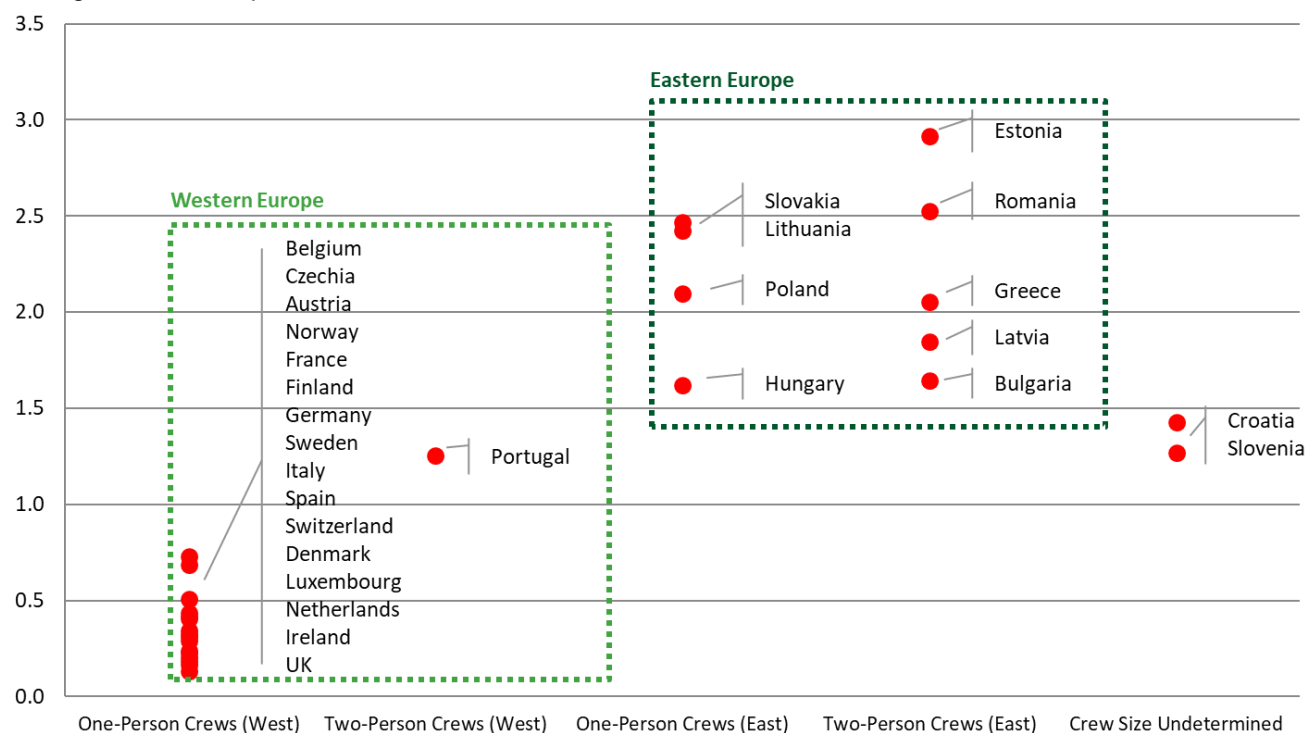 3.5
3.0
2.5
2.0
1.5
1.0
0.5
0.0
Western Europe
Belgium
Czechia
Austria
Norway
France
Finland
Germany
Sweden
Italy
Spain
Switzerland
Denmark
Luxembourg
Netherlands
Ireland
UK
Portugal
Eastern Europe
Slovakia
Lithuania
Poland
Hungary
Estonia
Romania
Greece
Latvia
Bulgaria
Croatia
Slovenia
One-Person Crews (West)
Two-Person Crews (West)
One-Person Crews (East)
Two-Person Crews (East)
Crew Size Undetermined